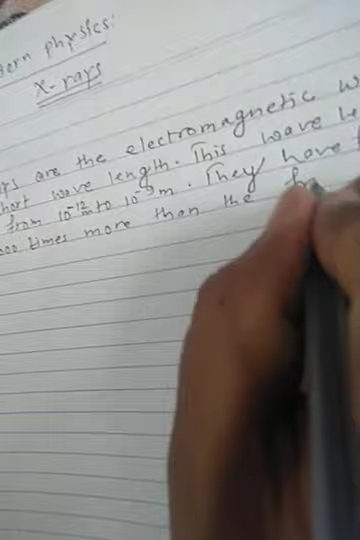 ern physics:
X-rays
ys are the electromagnetic w
hort wave length. This wave le
from 10⁻¹²m to 10⁻⁹m. They have
000 times more than the